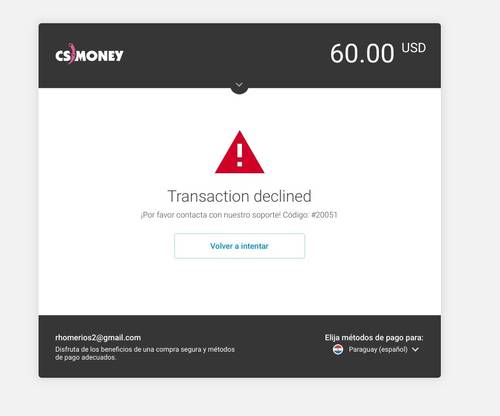 CS MONEY
60.00 USD
Transaction declined
¡Por favor contacta con nuestro soporte! Código: #20051
Volver a intentar
rhomerios2@gmail.com
Disfruta de los beneficios de una compra segura y métodos
de pago adecuados.
Elija métodos de pago para:
Paraguay (español)